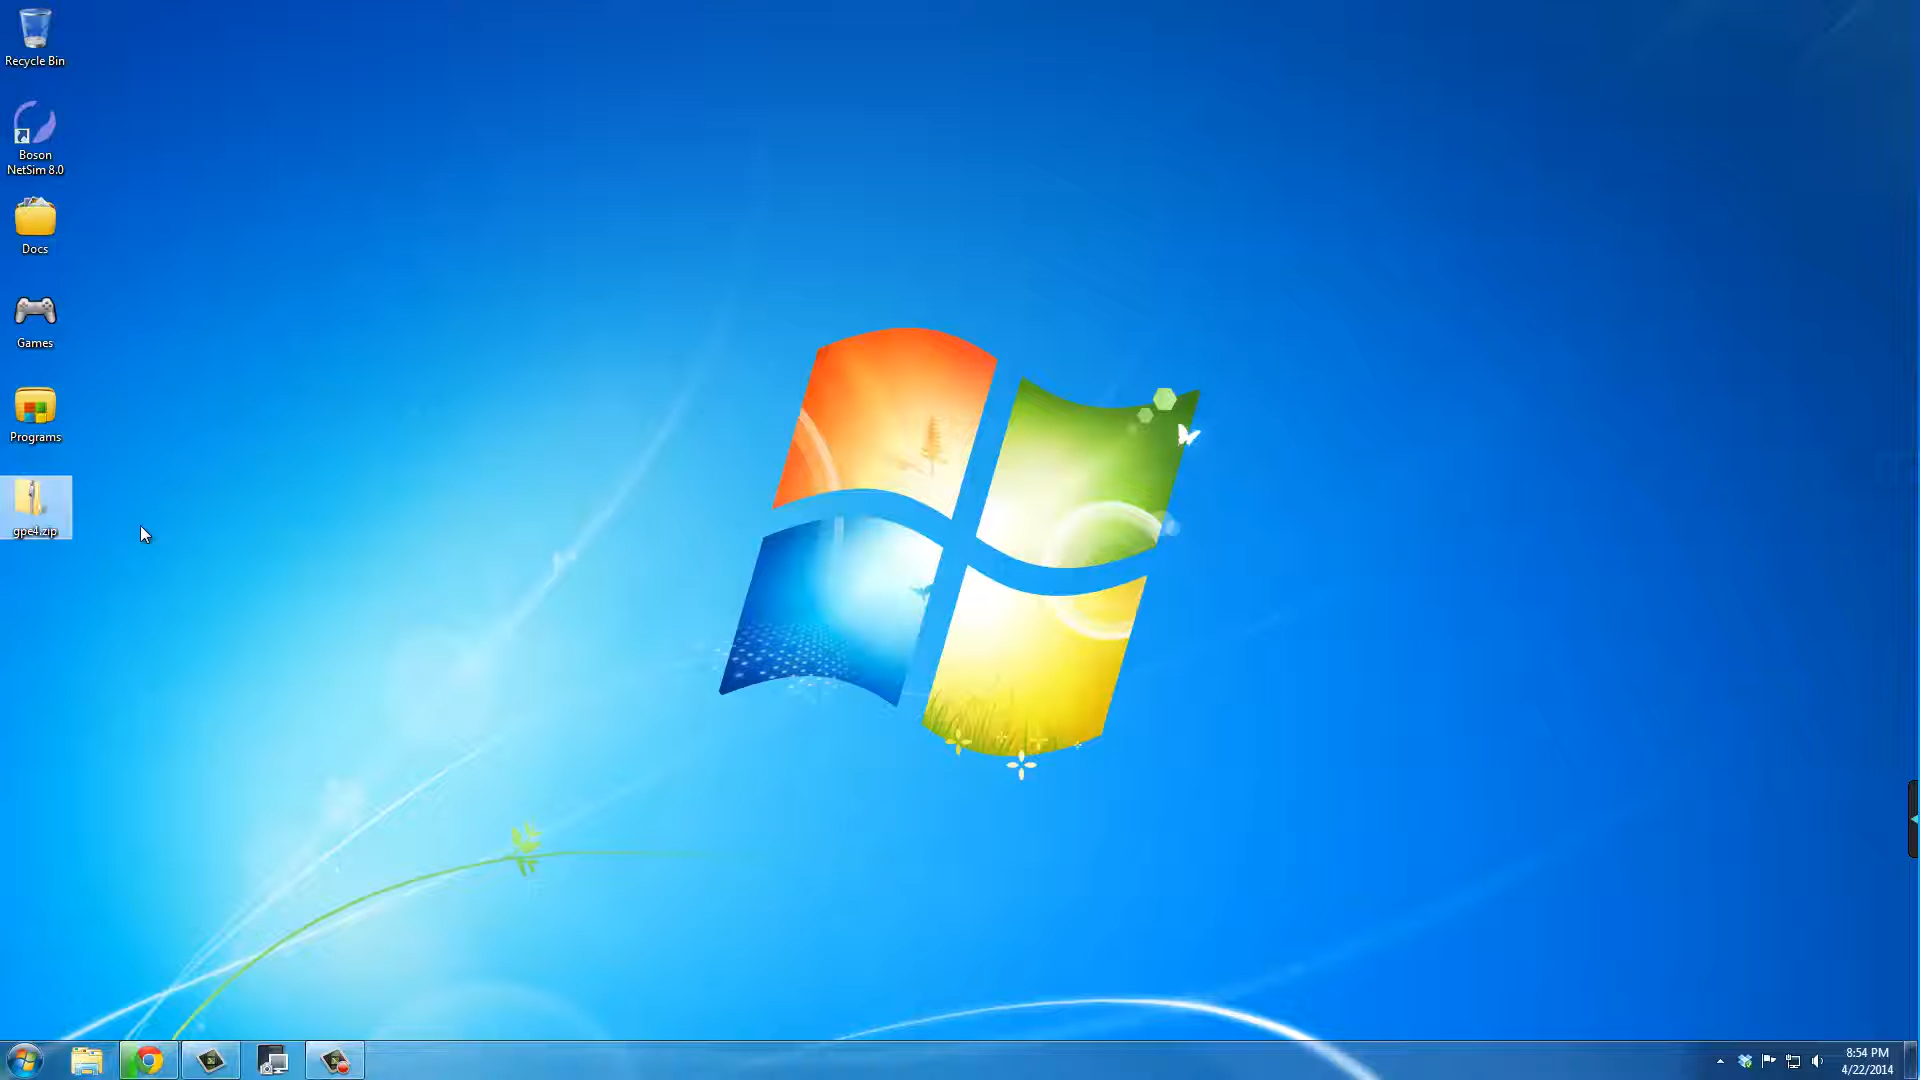 Recycle Bin
Boson
NetSim 8.0
Docs
Games
Programs
gpe4.zip
8:54 PM
4/22/2014